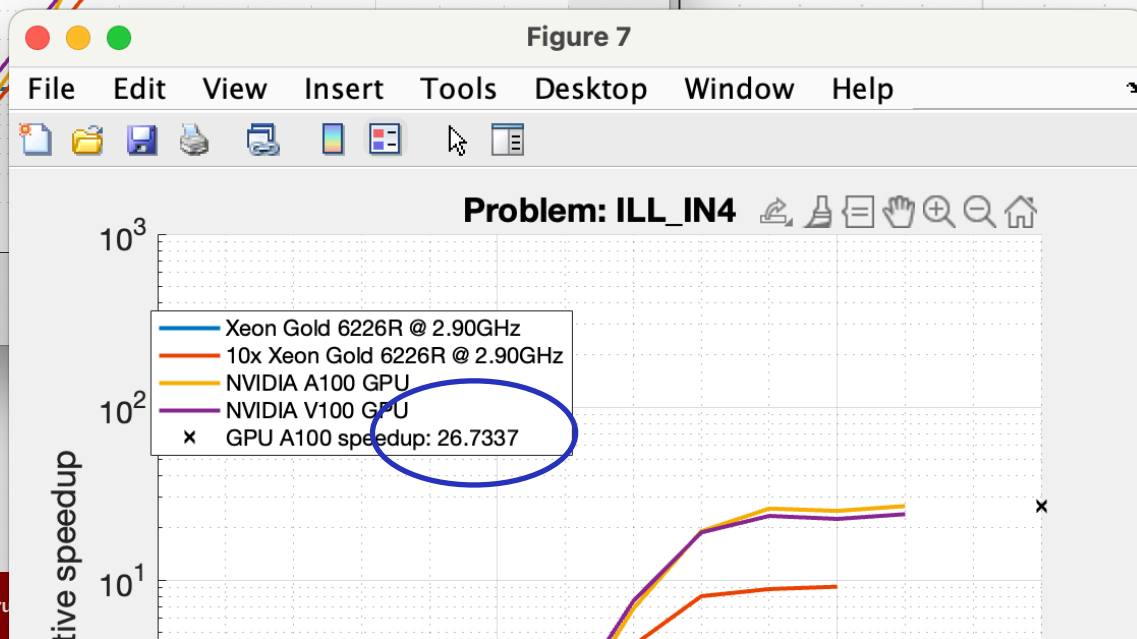 Figure 7
File Edit View Insert Tools Desktop Window Help
Problem: ILL_IN4
10³
Xeon Gold 6226R @ 2.90GHz
10x Xeon Gold 6226R @ 2.90GHz
NVIDIA A100 GPU
10²
NVIDIA V100 GPU
GPU A100 speedup: 26.7337
speedup
10¹